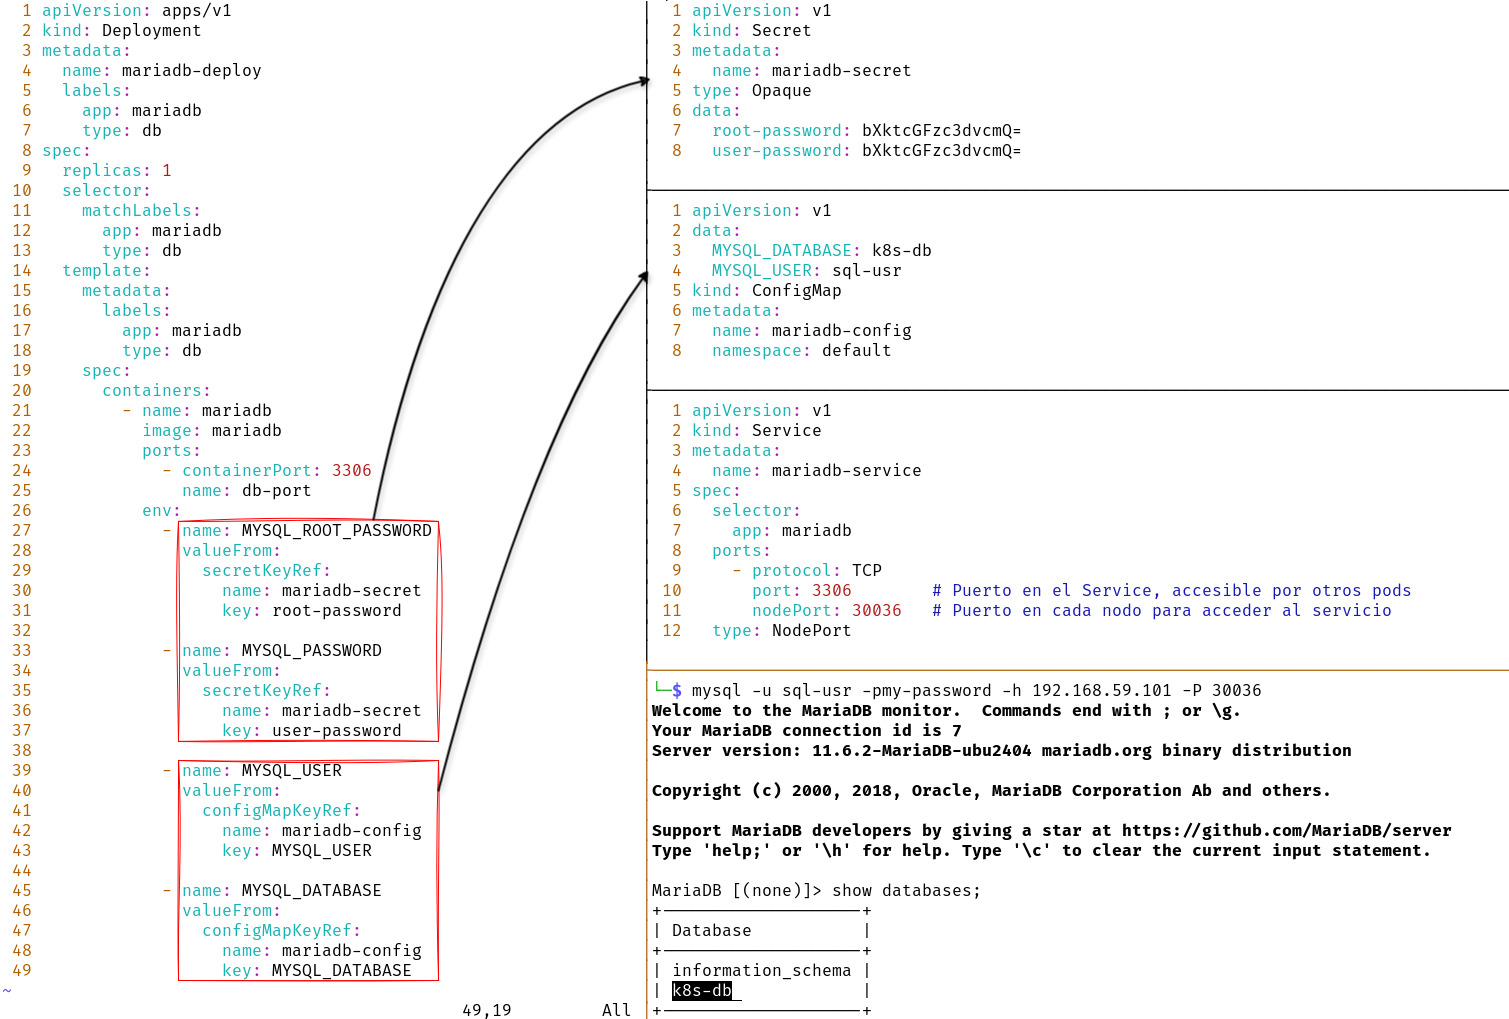 1 apiVersion: apps/v1
2 kind: Deployment
3 metadata:
4   name: mariadb-deploy
5   labels:
6     app: mariadb
7     type: db
8 spec:
9   replicas: 1
10   selector:
11     matchLabels:
12       app: mariadb
13       type: db
14   template:
15     metadata:
16       labels:
17         app: mariadb
18         type: db
19     spec:
20       containers:
21         - name: mariadb
22           image: mariadb
23           ports:
24             - containerPort: 3306
25               name: db-port
26           env:
27             - name: MYSQL_ROOT_PASSWORD
28               valueFrom:
29                 secretKeyRef:
30                   name: mariadb-secret
31                   key: root-password
32
33             - name: MYSQL_PASSWORD
34               valueFrom:
35                 secretKeyRef:
36                   name: mariadb-secret
37                   key: user-password
38
39             - name: MYSQL_USER
40               valueFrom:
41                 configMapKeyRef:
42                   name: mariadb-config
43                   key: MYSQL_USER
44
45             - name: MYSQL_DATABASE
46               valueFrom:
47                 configMapKeyRef:
48                   name: mariadb-config
49                   key: MYSQL_DATABASE
~
49,19         All
1 apiVersion: v1
2 kind: Secret
3 metadata:
4   name: mariadb-secret
5 type: Opaque
6 data:
7   root-password: bXktcGFzc3dvcmQ=
8   user-password: bXktcGFzc3dvcmQ=
1 apiVersion: v1
2 data:
3   MYSQL_DATABASE: k8s-db
4   MYSQL_USER: sql-usr
5 kind: ConfigMap
6 metadata:
7   name: mariadb-config
8   namespace: default
1 apiVersion: v1
2 kind: Service
3 metadata:
4   name: mariadb-service
5 spec:
6   selector:
7     app: mariadb
8   ports:
9     - protocol: TCP
10       port: 3306        # Puerto en el Service, accesible por otros pods
11       nodePort: 30036   # Puerto en cada nodo para acceder al servicio
12   type: NodePort
└─$ mysql -u sql-usr -pmy-password -h 192.168.59.101 -P 30036
Welcome to the MariaDB monitor.  Commands end with ; or \g.
Your MariaDB connection id is 7
Server version: 11.6.2-MariaDB-ubu2404 mariadb.org binary distribution
Copyright (c) 2000, 2018, Oracle, MariaDB Corporation Ab and others.
Support MariaDB developers by giving a star at https://github.com/MariaDB/server
Type 'help;' or '\h' for help. Type '\c' to clear the current input statement.
MariaDB [(none)]> show databases;
+--------------------+
| Database           |
+--------------------+
| information_schema |
| k8s-db             |
+--------------------+